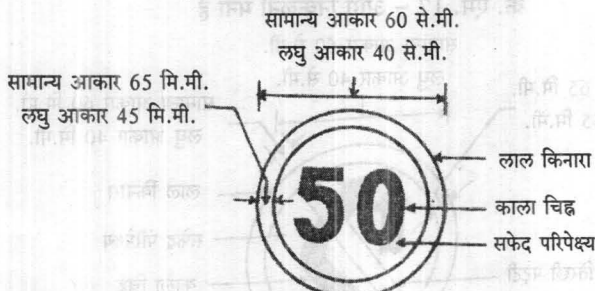 सामान्य आकार 60 से.मी.
लघु आकार 40 से.मी.
सामान्य आकार 65 मि.मी.
लघु आकार 45 मि.मी.
50
लाल किनारा
काला चिह्न
सफेद परिपेक्ष्य